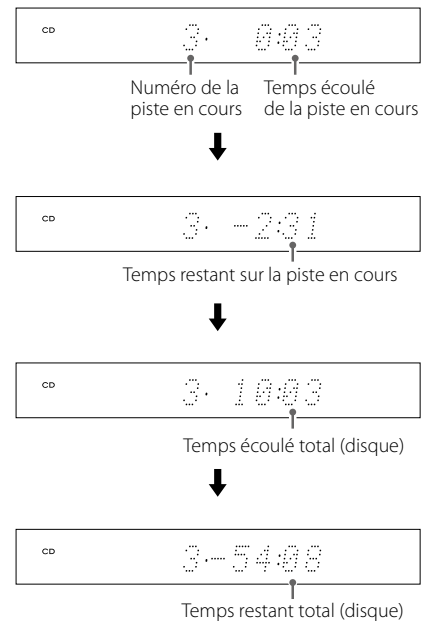 CD 3. 0:03
Numéro de la piste en cours
Temps écoulé de la piste en cours
CD 3. -2:31
Temps restant sur la piste en cours
CD 3. 10:03
Temps écoulé total (disque)
CD 3.-54:08
Temps restant total (disque)